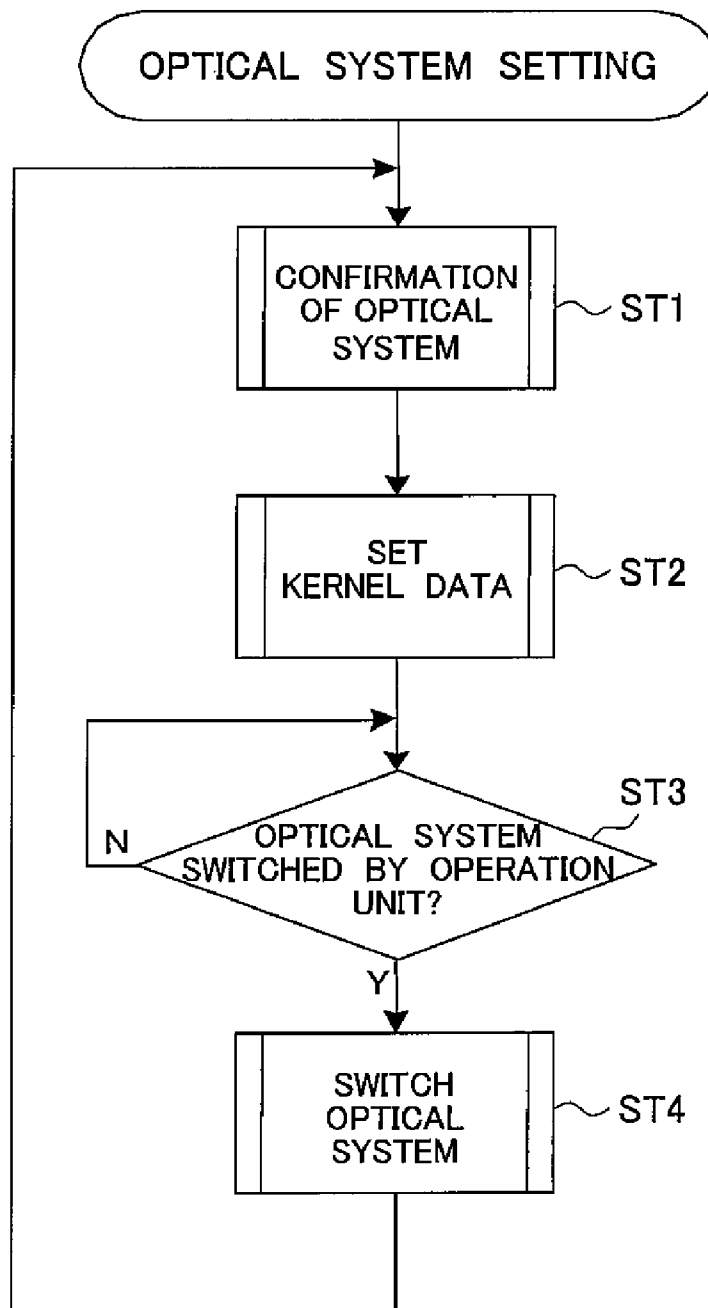 OPTICAL SYSTEM SETTING
CONFIRMATION
OF OPTICAL
SYSTEM
ST1
SET
KERNEL DATA
ST2
ST3
OPTICAL SYSTEM
SWITCHED BY OPERATION
UNIT?
N
Y
SWITCH
OPTICAL
SYSTEM
ST4